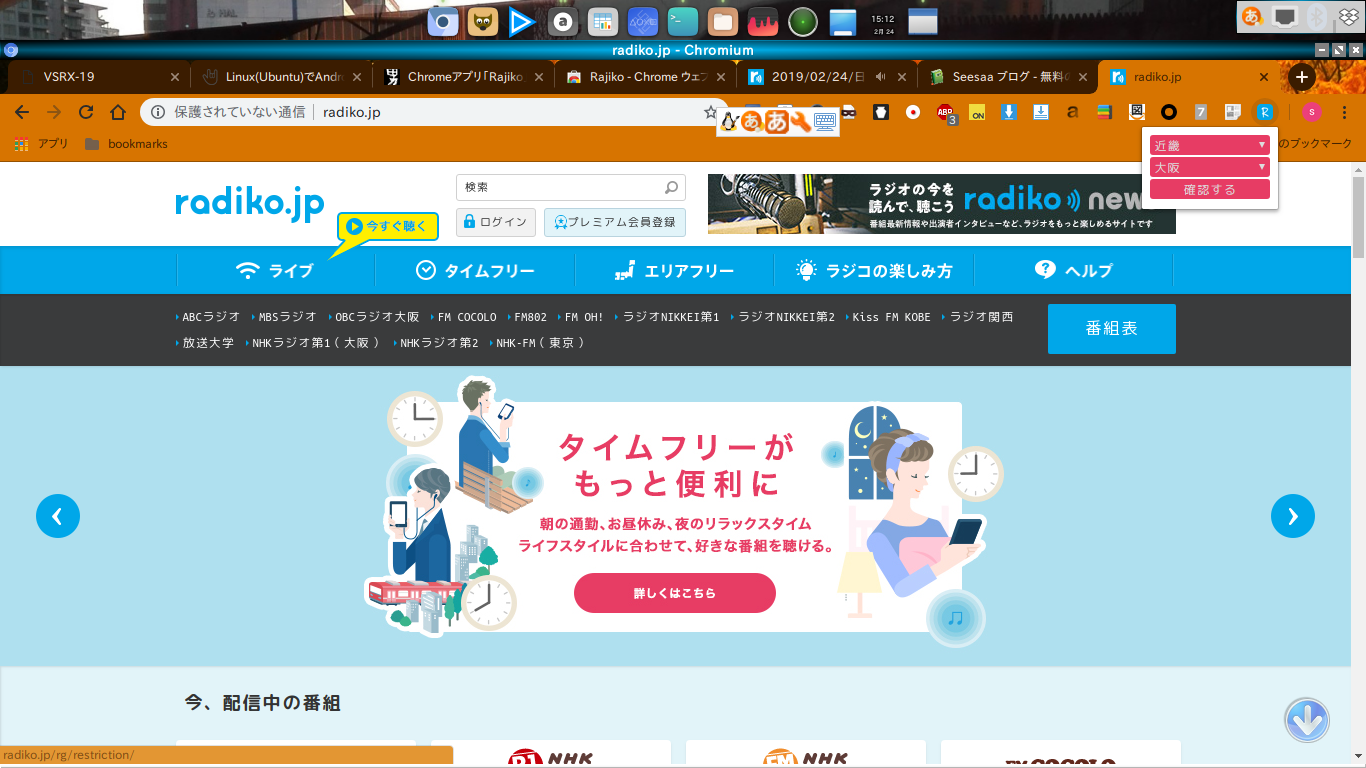 15:12
2月 24
あ
radiko.jp - Chromium
VSRX-19
Linux(Ubuntu)でAndr
Chromeアプリ「Rajiko
Rajiko - Chrome ウェブ
2019/02/24/日
Seesaa ブログ - 無料の
radiko.jp
保護されていない通信
radiko.jp
ABP
3
ON
a
7
R
S
あ
あ
アプリ
bookmarks
のブックマーク
近畿
大阪
確認する
radiko.jp
今すぐ聴く
検索
ログイン
プレミアム会員登録
ラジオの今を
読んで、聴こう
radiko
new
番組最新情報や出演者インタビューなど、ラジオをもっと楽しめるサイトです
ライブ
タイムフリー
エリアフリー
ラジコの楽しみ方
ヘルプ
ABCラジオ
MBSラジオ
OBCラジオ大阪
FM COCOLO
FM802
FM OH!
ラジオNIKKEI第1
ラジオNIKKEI第2
Kiss FM KOBE
ラジオ関西
放送大学
NHKラジオ第1（大阪）
NHKラジオ第2
NHK-FM（東京）
番組表
タイムフリーが
もっと便利に
朝の通勤、お昼休み、夜のリラックスタイム
ライフスタイルに合わせて、好きな番組を聴ける。
詳しくはこちら
今、配信中の番組
R1 NHK
FM NHK
FM COCOLO
radiko.jp/rg/restriction/